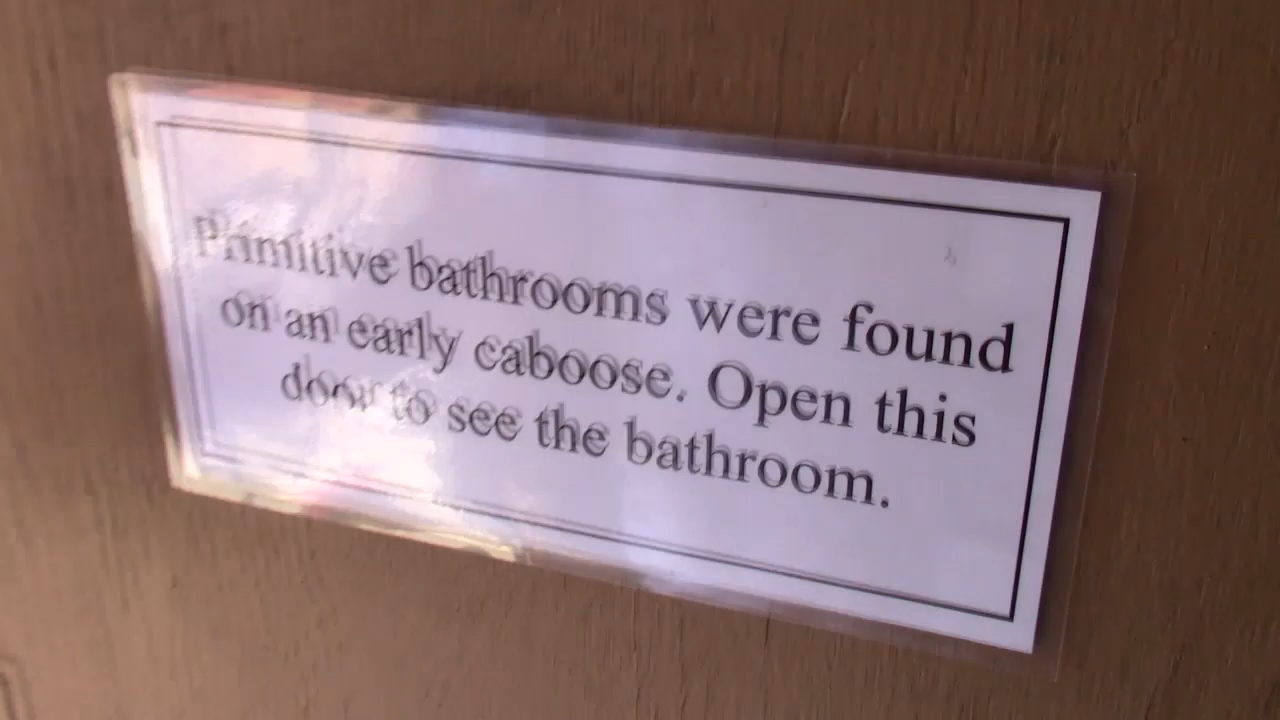 Primitive bathrooms were found
on an early caboose. Open this
door to see the bathroom.